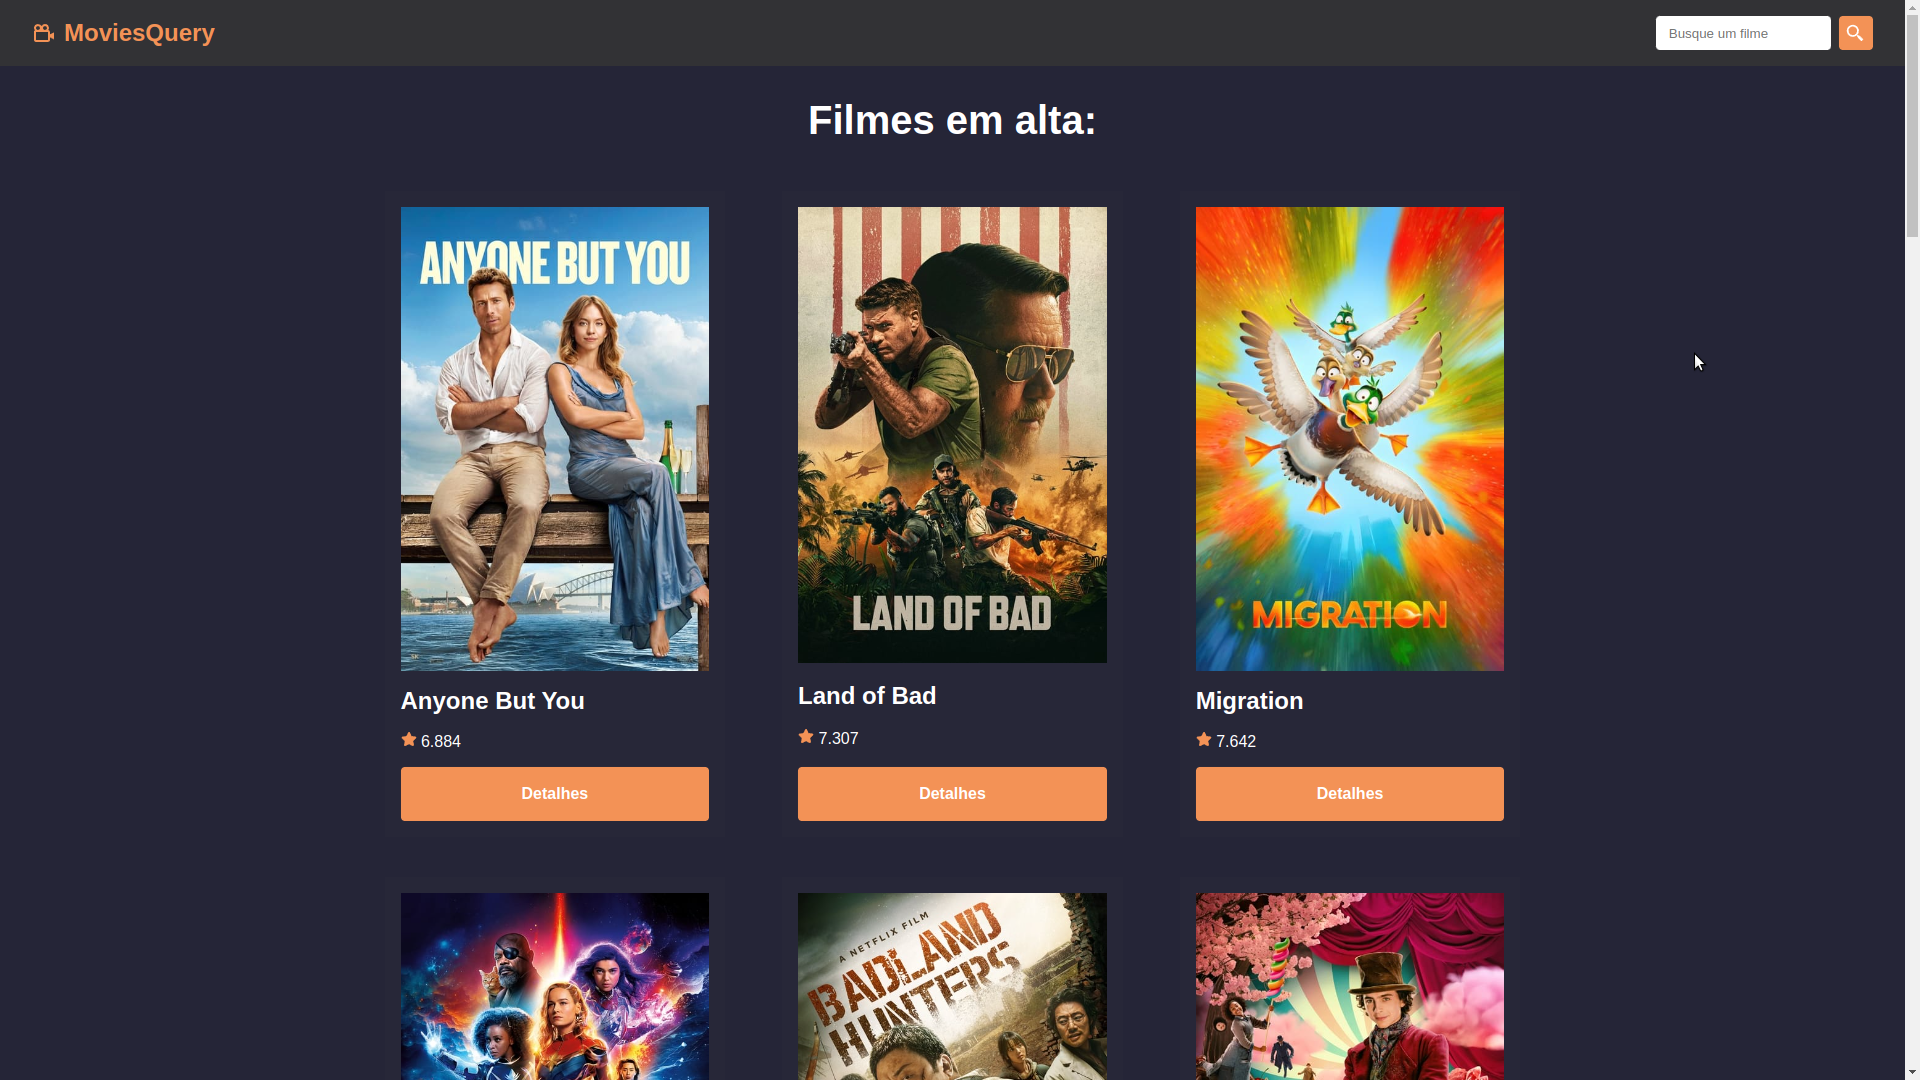 MoviesQuery
Busque um filme
Filmes em alta:
ANYONE BUT YOU
LAND OF BAD
MIGRATION
Anyone But You
Land of Bad
Migration
6.884
7.307
7.642
Detalhes
Detalhes
Detalhes
A NETFLIX FILM
BADLAND
HUNTERS